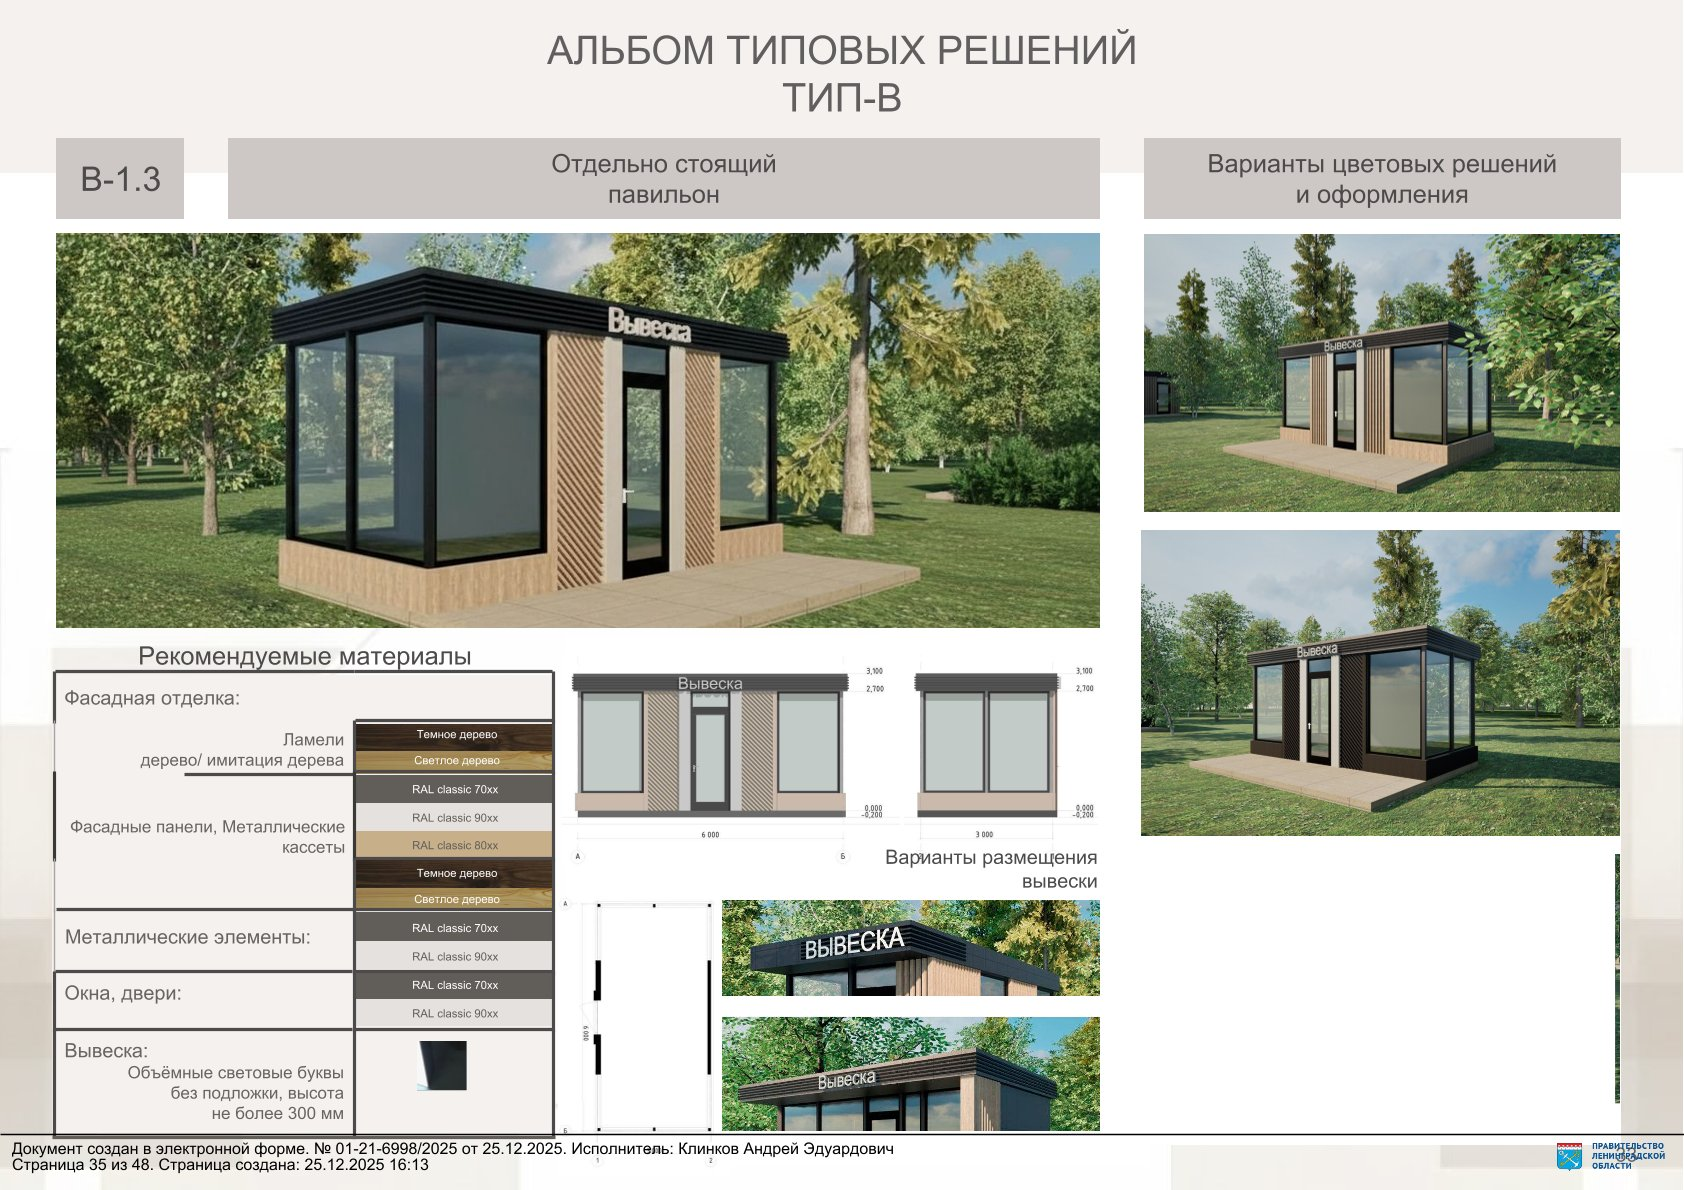 АЛЬБОМ ТИПОВЫХ РЕШЕНИЙ
ТИП-В
В-1.3
Отдельно стоящий
павильон
Варианты цветовых решений
и оформления
Вывеска
Вывеска
Вывеска
Рекомендуемые материалы
Фасадная отделка:
Ламели
дерево/ имитация дерева
Темное дерево
Светлое дерево
Фасадные панели, Металлические
кассеты
RAL classic 70xx
RAL classic 90xx
RAL classic 80xx
Темное дерево
Светлое дерево
Металлические элементы:
RAL classic 70xx
RAL classic 90xx
Окна, двери:
RAL classic 70xx
RAL classic 90xx
Вывеска:
Объёмные световые буквы
без подложки, высота
не более 300 мм
Вывеска
3,100
2,700
0,000
-0,200
6 000
А
Б
3,100
2,700
0,000
-0,200
3 000
Варианты размещения
вывески
А
6 000
Б
1
2
ВЫВЕСКА
Вывеска
Документ создан в электронной форме. № 01-21-6998/2025 от 25.12.2025. Исполнитель: Клинков Андрей Эдуардович
Страница 35 из 48. Страница создана: 25.12.2025 16:13
ПРАВИТЕЛЬСТВО
ЛЕНИНГРАДСКОЙ
ОБЛАСТИ